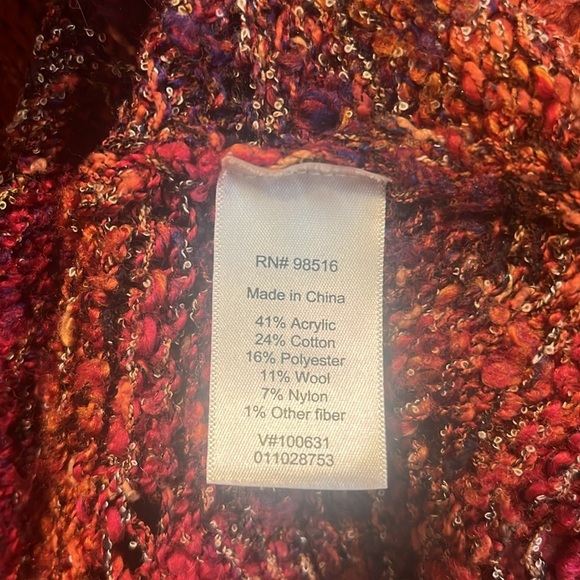 RN# 98516
Made in China
41% Acrylic
24% Cotton
16% Polyester
11% Wool
7% Nylon
1% Other fiber
V#100631
011028753